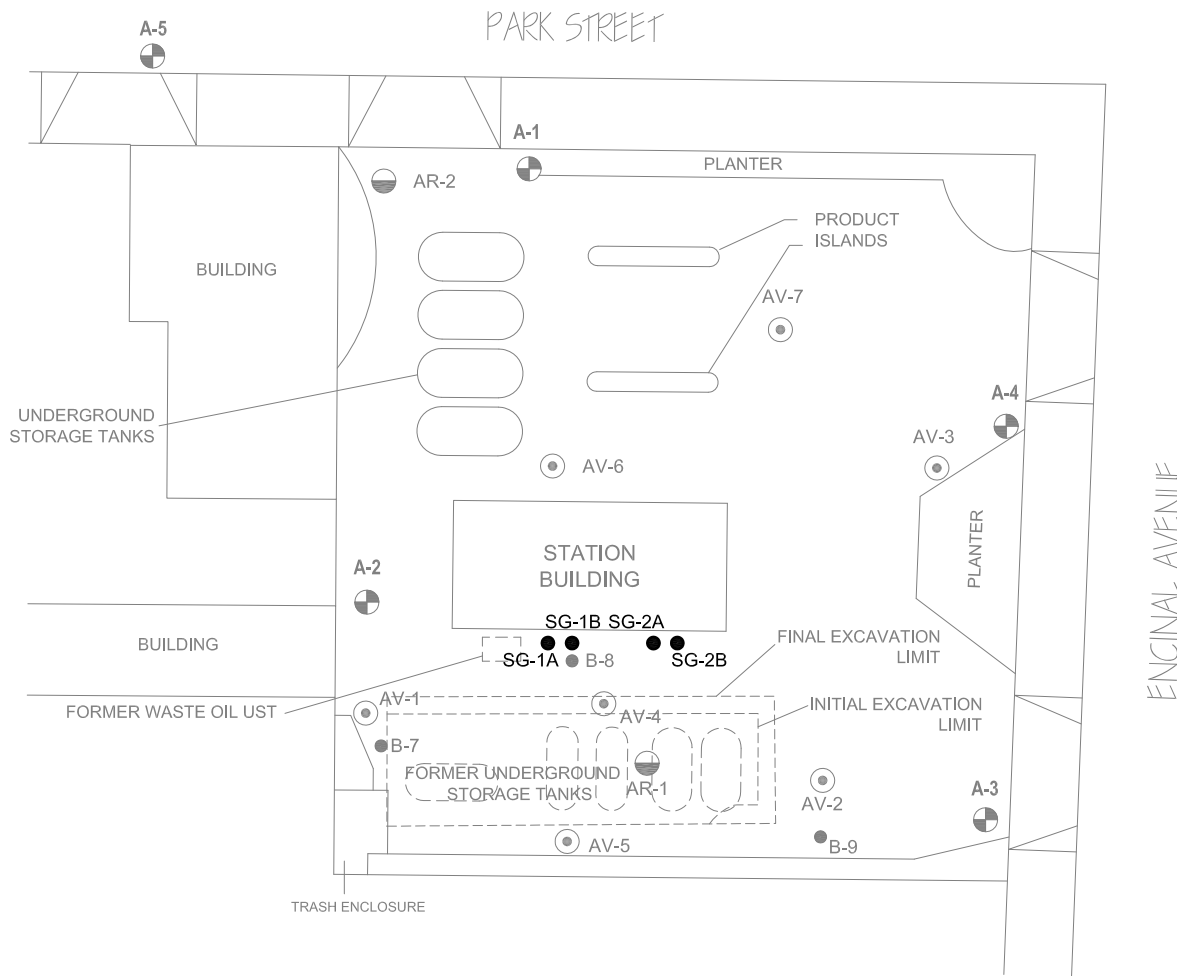 PARK STREET
A-5
A-1
PLANTER
AR-2
PRODUCT
ISLANDS
BUILDING
AV-7
A-4
UNDERGROUND
STORAGE TANKS
AV-3
AV-6
ENCINAL AVENUE
PLANTER
STATION
BUILDING
A-2
SG-1B SG-2A
BUILDING
FINAL EXCAVATION
LIMIT
SG-1A
B-8
SG-2B
AV-1
FORMER WASTE OIL UST
INITIAL EXCAVATION
LIMIT
AV-4
B-7
FORMER UNDERGROUND
STORAGE TANKS
AR-1
AV-2
A-3
AV-5
B-9
TRASH ENCLOSURE